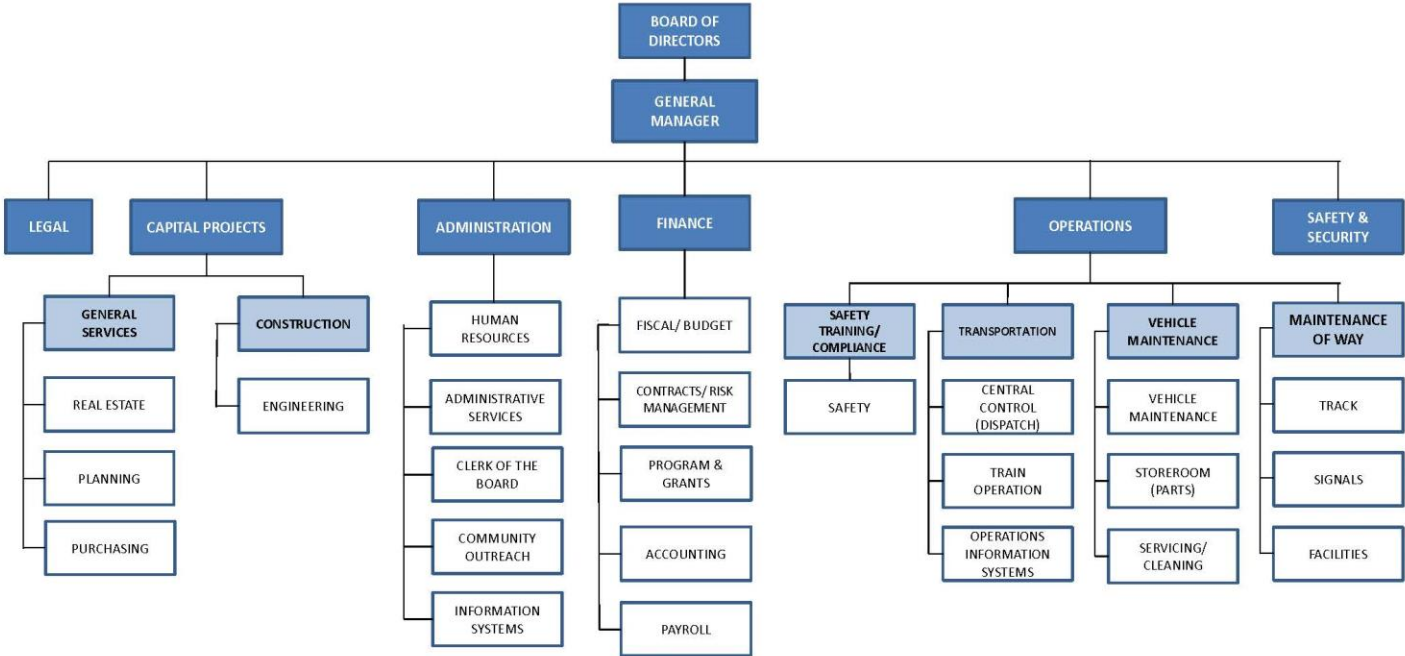 BOARD OF
DIRECTORS
GENERAL
MANAGER
LEGAL
CAPITAL PROJECTS
ADMINISTRATION
FINANCE
OPERATIONS
SAFETY &
SECURITY
GENERAL
SERVICES
REAL ESTATE
PLANNING
PURCHASING
CONSTRUCTION
ENGINEERING
HUMAN
RESOURCES
ADMINISTRATIVE
SERVICES
CLERK OF THE
BOARD
COMMUNITY
OUTREACH
INFORMATION
SYSTEMS
FISCAL/ BUDGET
CONTRACTS/ RISK
MANAGEMENT
PROGRAM &
GRANTS
ACCOUNTING
PAYROLL
SAFETY
TRAINING/
COMPLIANCE
SAFETY
TRANSPORTATION
CENTRAL
CONTROL
(DISPATCH)
TRAIN
OPERATION
OPERATIONS
INFORMATION
SYSTEMS
VEHICLE
MAINTENANCE
VEHICLE
MAINTENANCE
STOREROOM
(PARTS)
SERVICING/
CLEANING
MAINTENANCE
OF WAY
TRACK
SIGNALS
FACILITIES